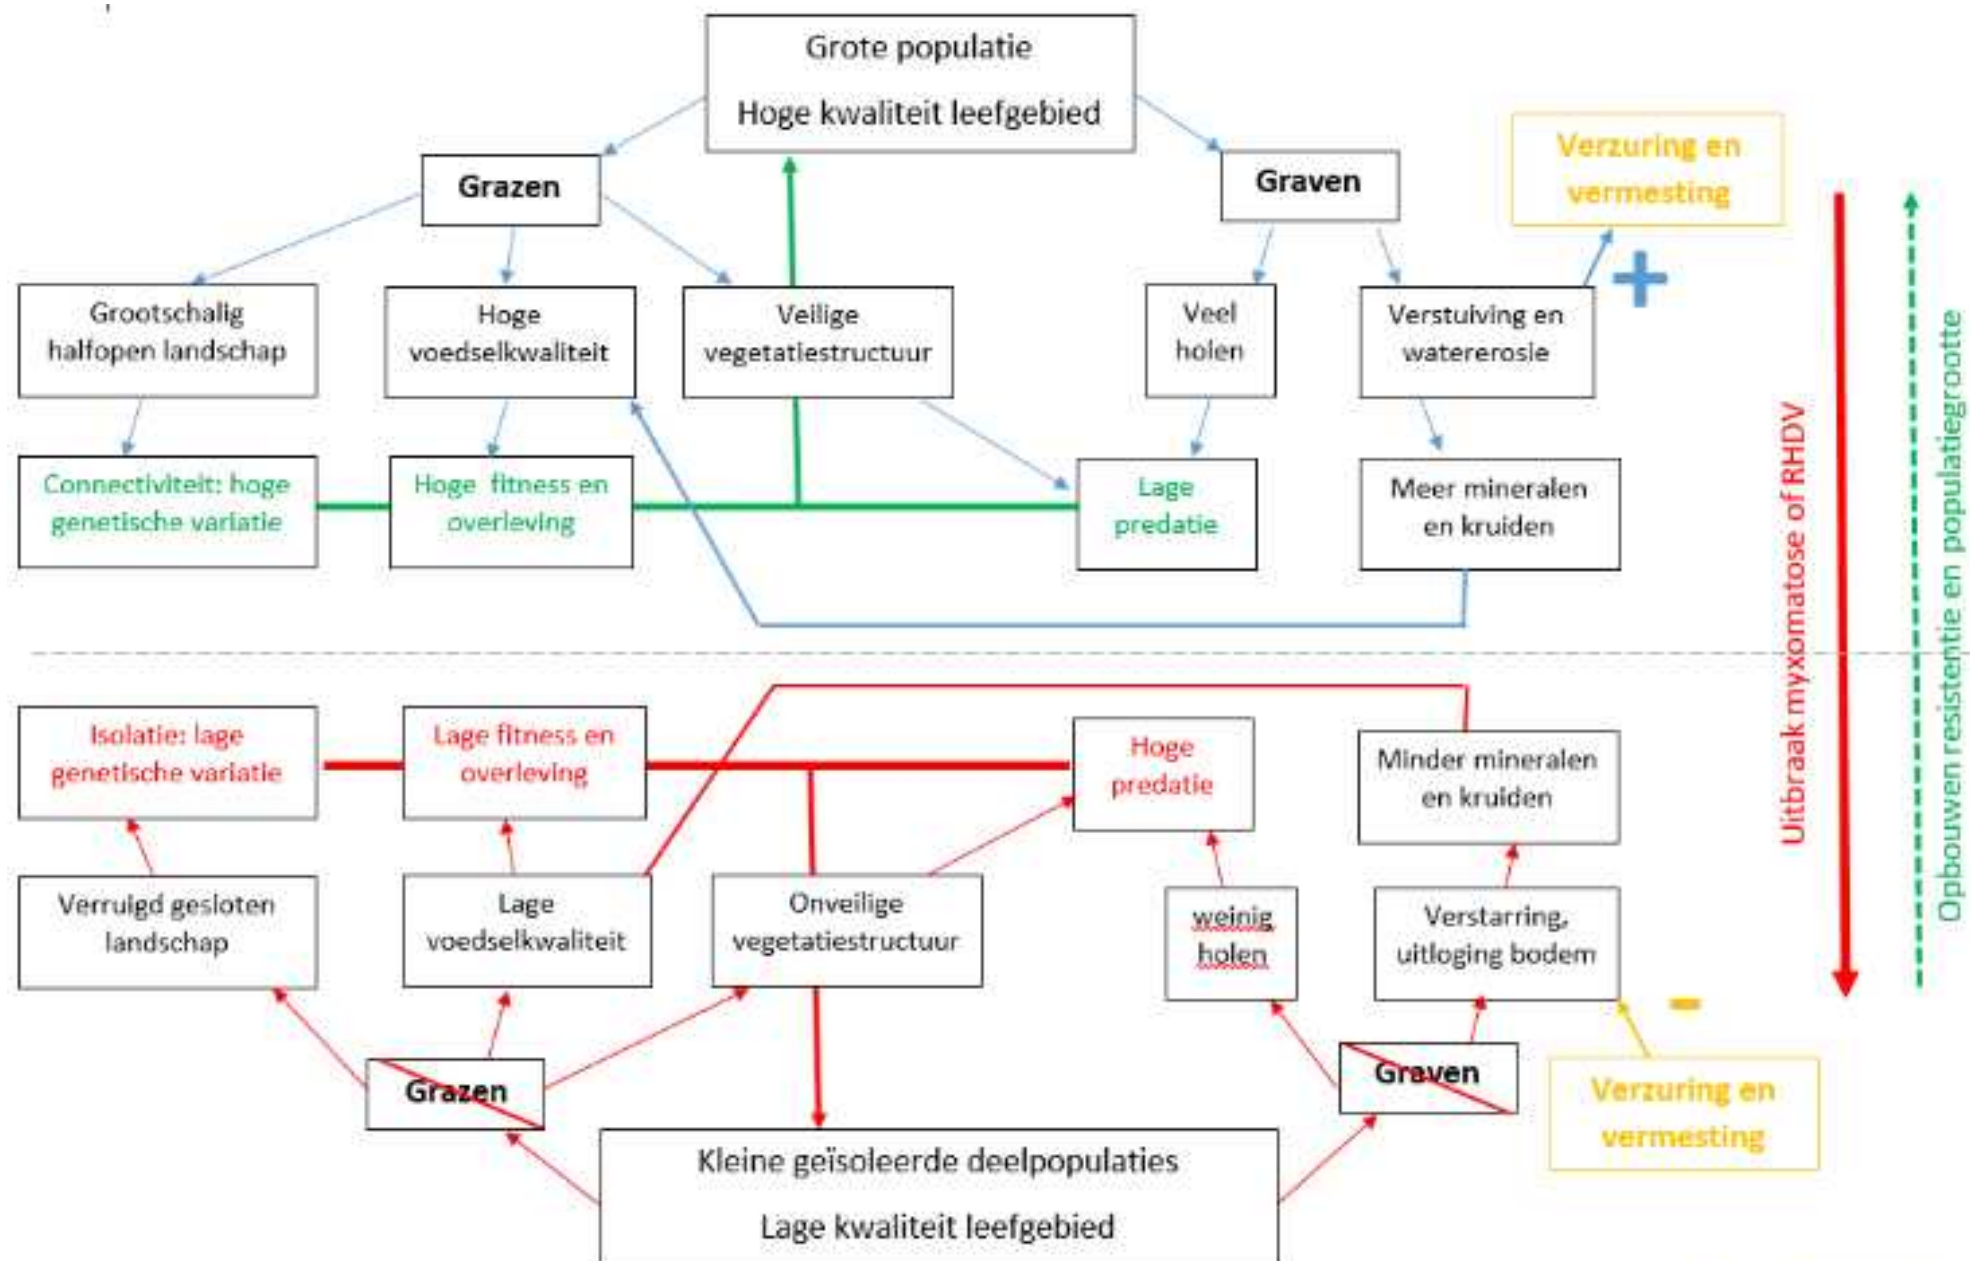 Grote populatie
Hoge kwaliteit leefgebied
Grazen
Graven
Verzuring en
vermesting
Grootschalig
halfopen landschap
Hoge
voedselkwaliteit
Veilige
vegetatiestructuur
Veel
holen
Verstuiving en
watererosie
+
Connectiviteit: hoge
genetische variatie
Hoge fitness en
overleving
Lage
predatie
Meer mineralen
en kruiden
Uitbraak myxomatose of RHDV
Opbouwen resistentie en populatiegrootte
Isolatie: lage
genetische variatie
Lage fitness en
overleving
Hoge
predatie
Minder mineralen
en kruiden
Verruigd gesloten
landschap
Lage
voedselkwaliteit
Onveilige
vegetatiestructuur
weinig
holen
Verstarring,
uitloging bodem
-
Grazen
Graven
Verzuring en
vermesting
Kleine geïsoleerde deelpopulaties
Lage kwaliteit leefgebied